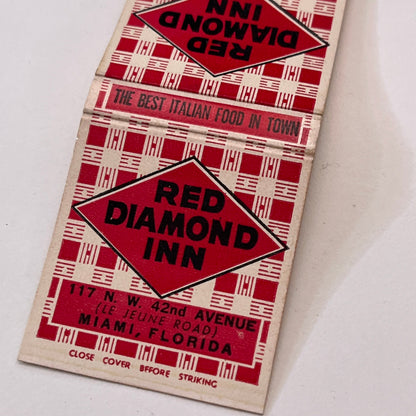 RED
DIAMOND
INN
THE BEST ITALIAN FOOD IN TOWN
RED
DIAMOND
INN
117 N. W. 42nd AVENUE
(LE JEUNE ROAD)
MIAMI, FLORIDA
CLOSE COVER BEFORE STRIKING